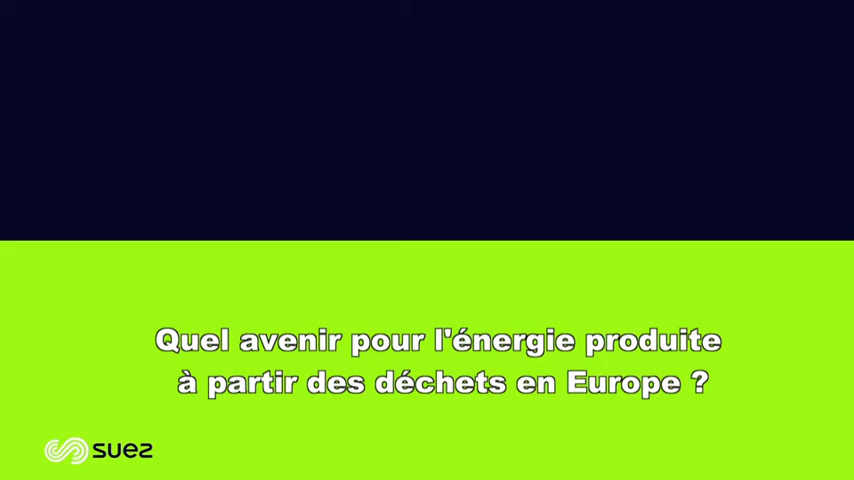 Quel avenir pour l'énergie produite
à partir des déchets en Europe ?
suez